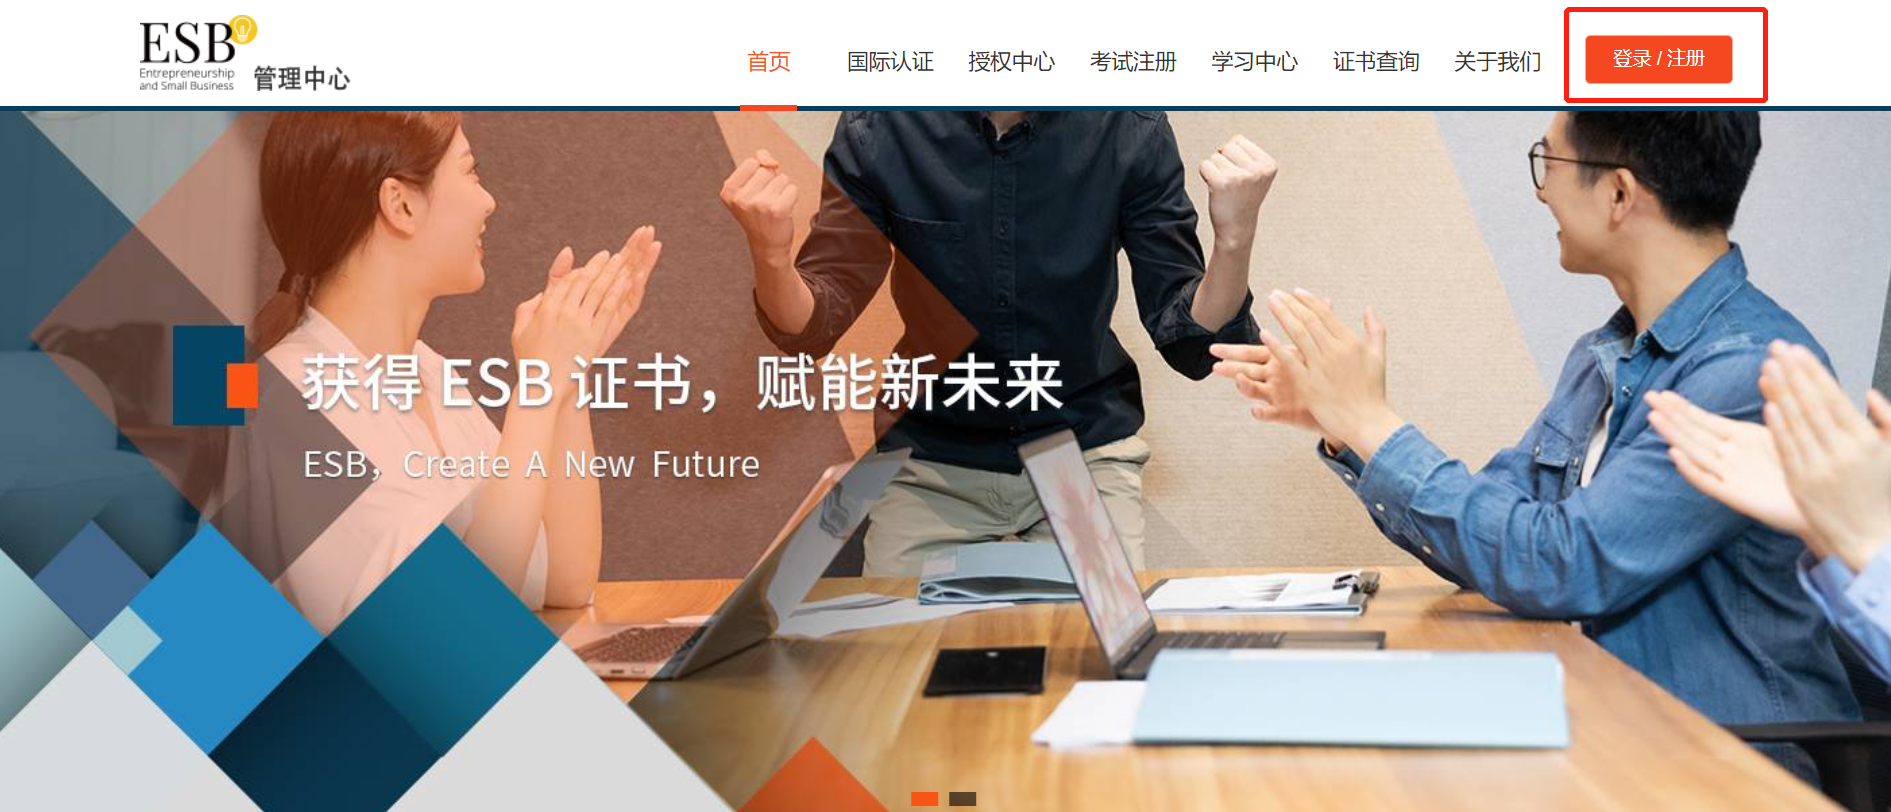 ESB
Entrepreneurship
and Small Business
管理中心
首页
国际认证
授权中心
考试注册
学习中心
证书查询
关于我们
登录 / 注册
获得 ESB 证书，赋能新未来
ESB，Create A New Future